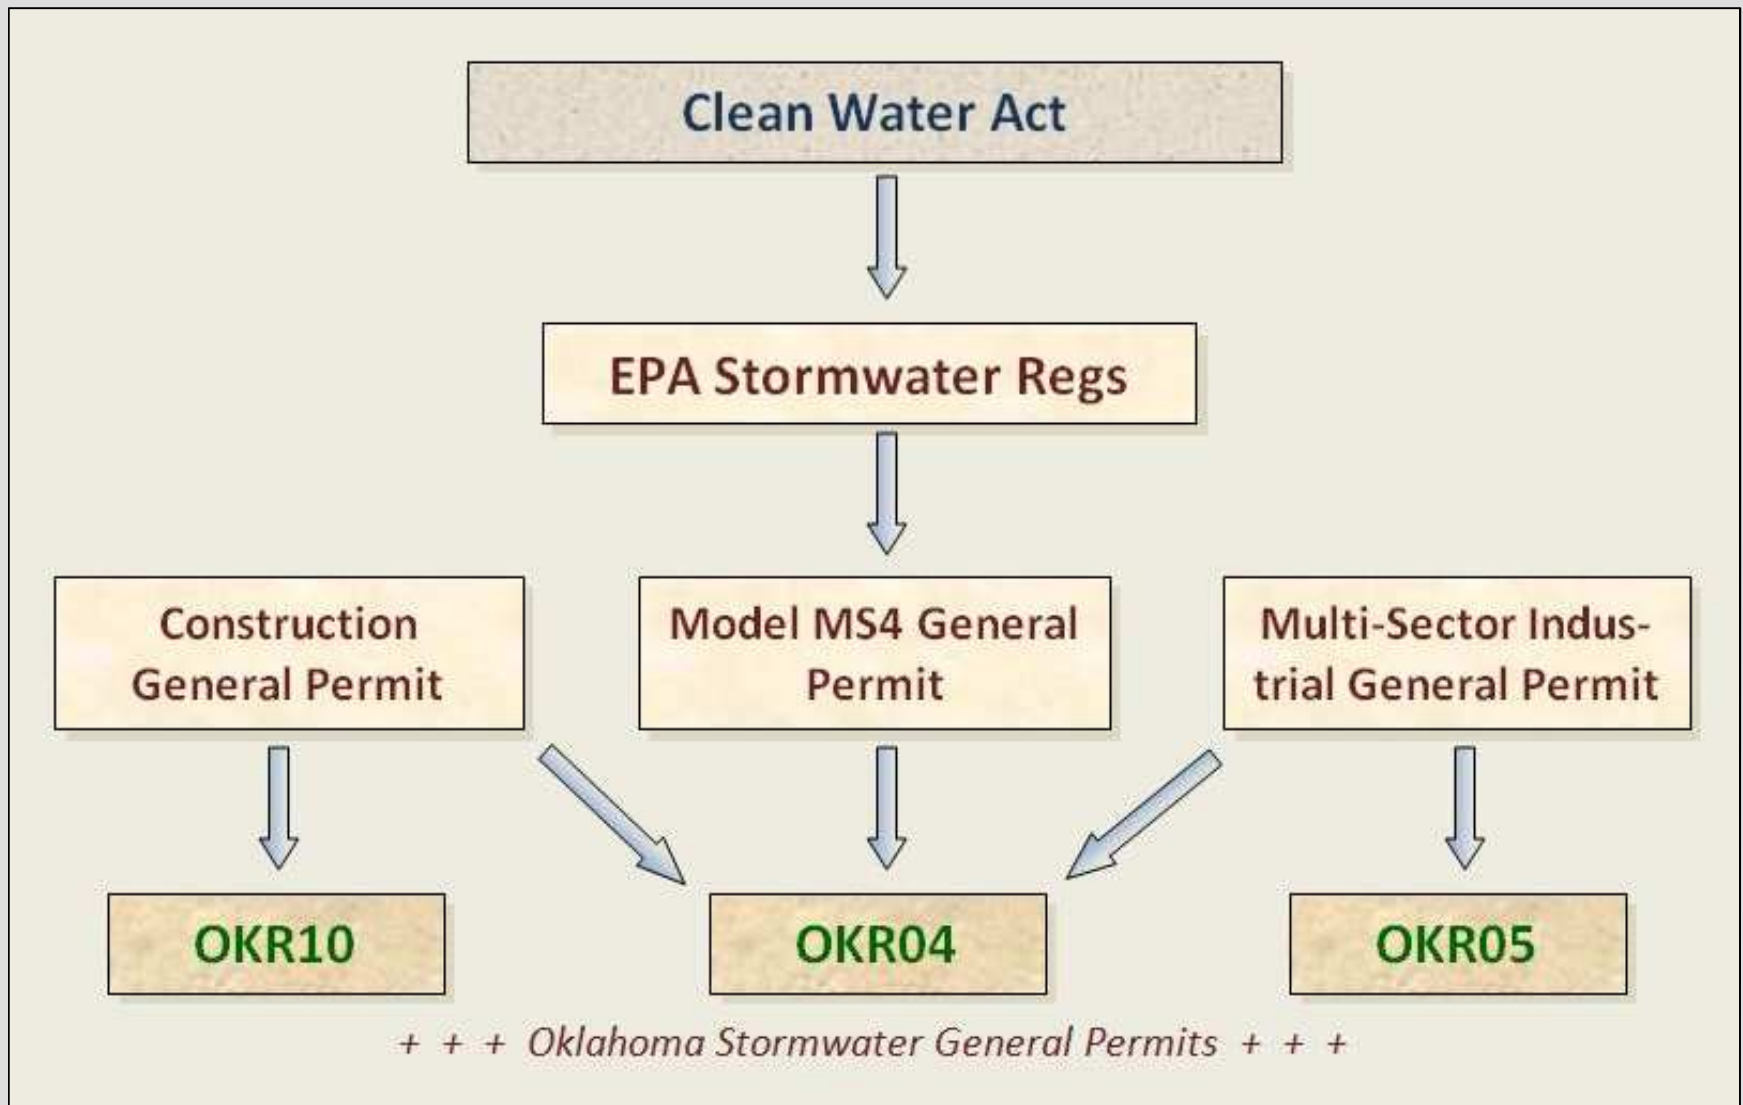 Clean Water Act
EPA Stormwater Regs
Construction
General Permit
Model MS4 General
Permit
Multi-Sector Indus-
trial General Permit
OKR10
OKR04
OKR05
+ + + Oklahoma Stormwater General Permits + + +